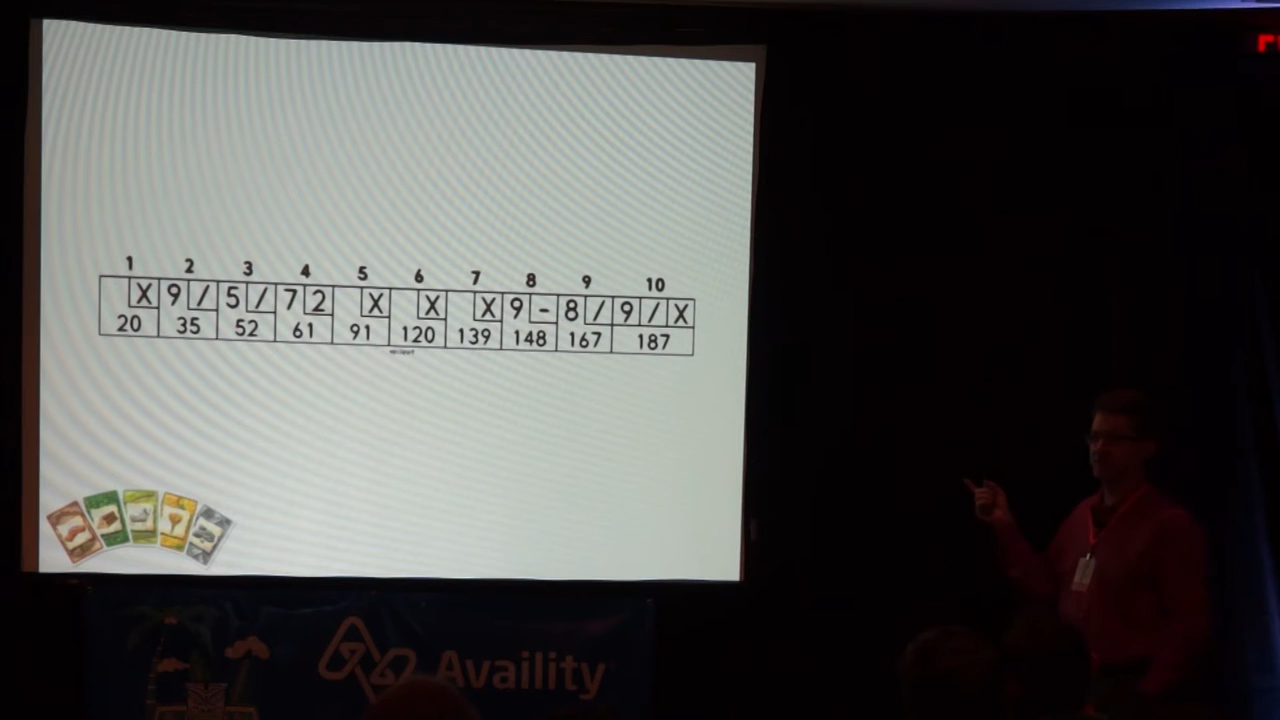 1 2 3 4 5 6 7 8 9 10
X 9 / 5 / 7 2 X X X 9 - 8 / 9 / X
20 35 52 61 91 120 139 148 167 187
Availity